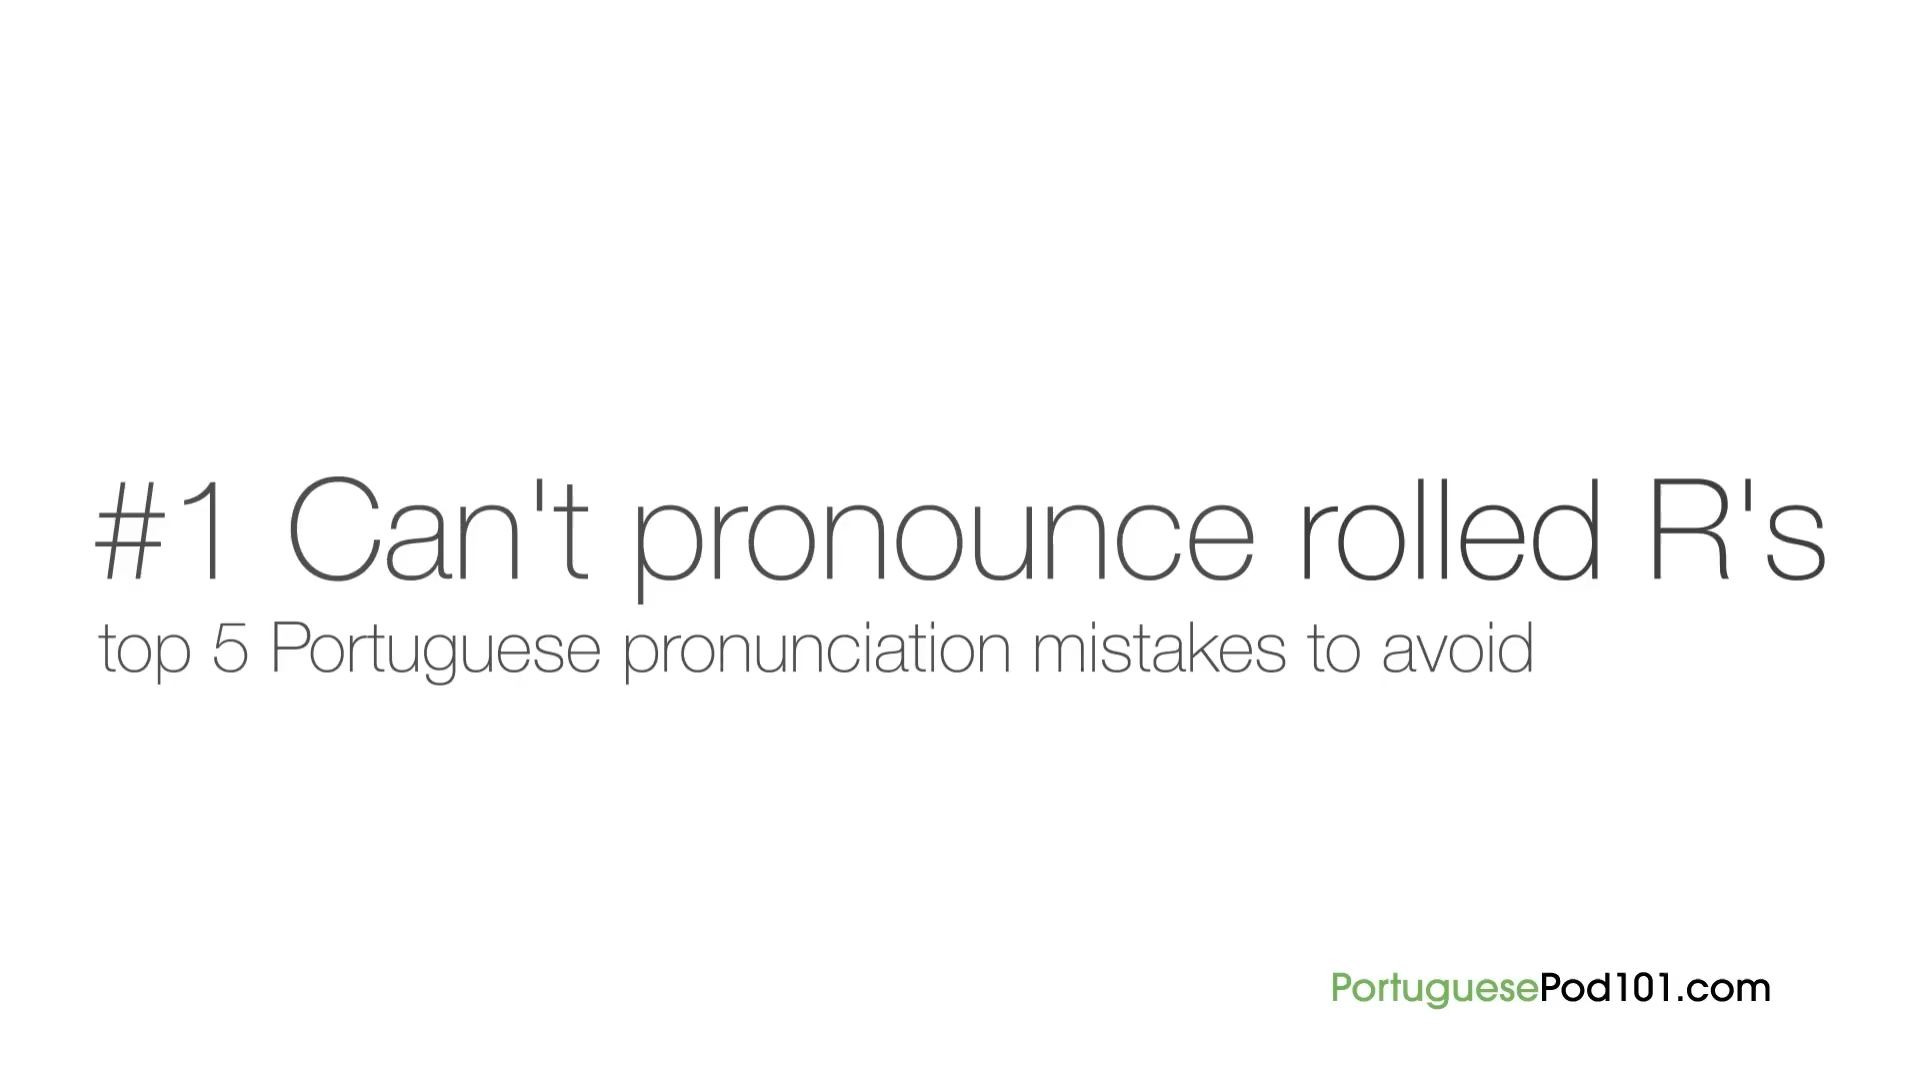 #1 Can't pronounce rolled R's
top 5 Portuguese pronunciation mistakes to avoid
PortuguesePod101.com